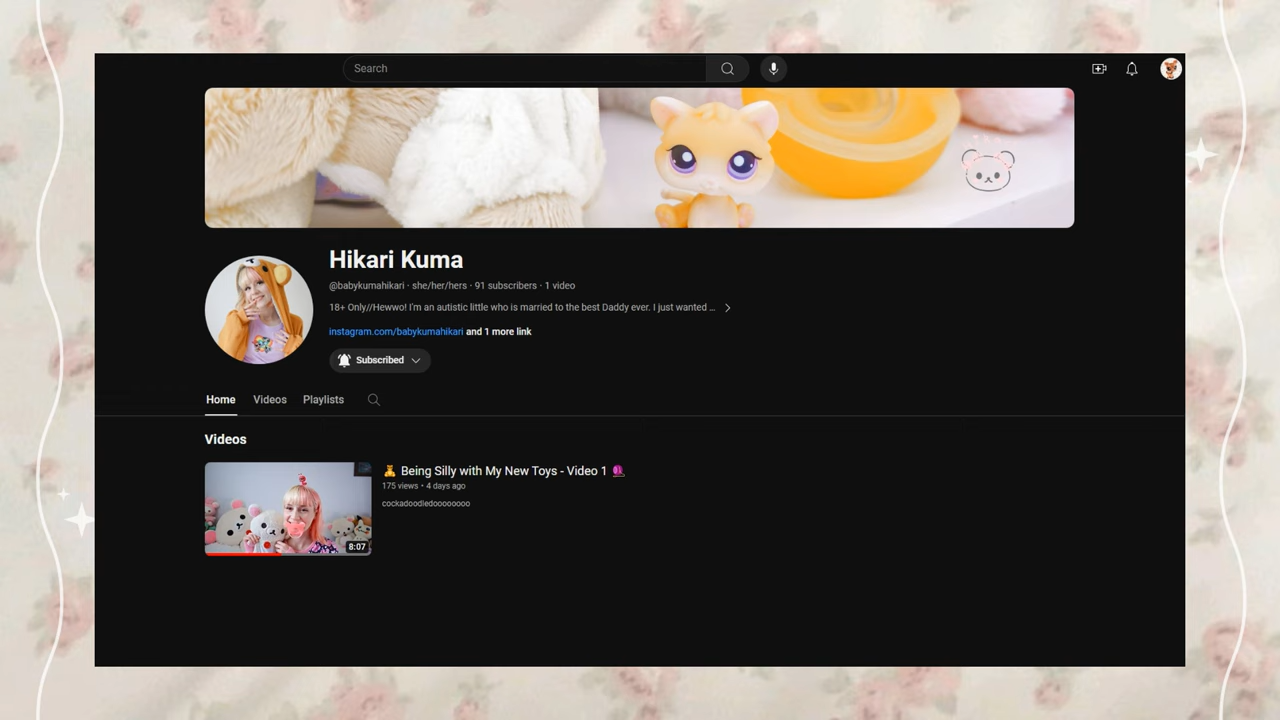 Search
Hikari Kuma
@babykumahikari · she/her/hers · 91 subscribers · 1 video
18+ Only//Hewwo! I'm an autistic little who is married to the best Daddy ever. I just wanted ...
instagram.com/babykumahikari and 1 more link
Subscribed
Home Videos Playlists
Videos
🧸 Being Silly with My New Toys - Video 1 🧶
175 views • 4 days ago
cockadoodledoooooooo
8:07